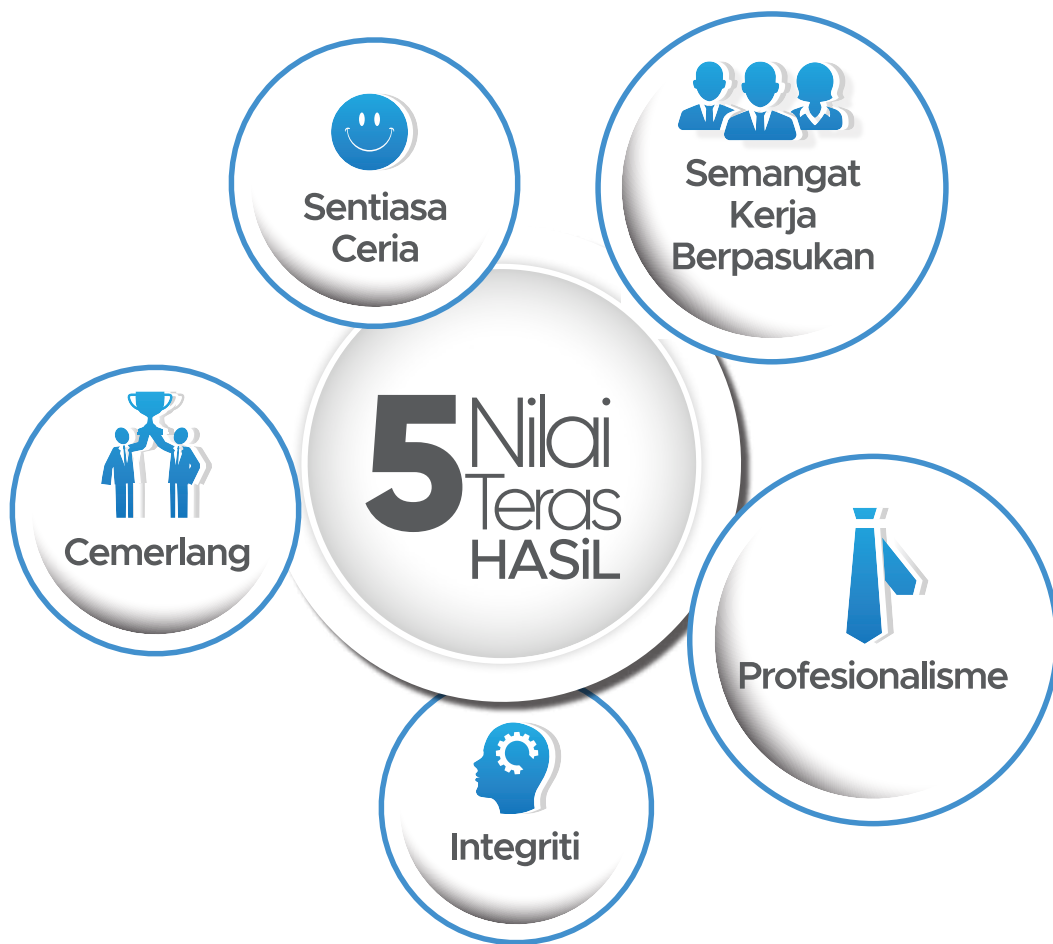 Sentiasa
Ceria
Semangat
Kerja
Berpasukan
5 Nilai
Teras
HASiL
Cemerlang
Profesionalisme
Integriti